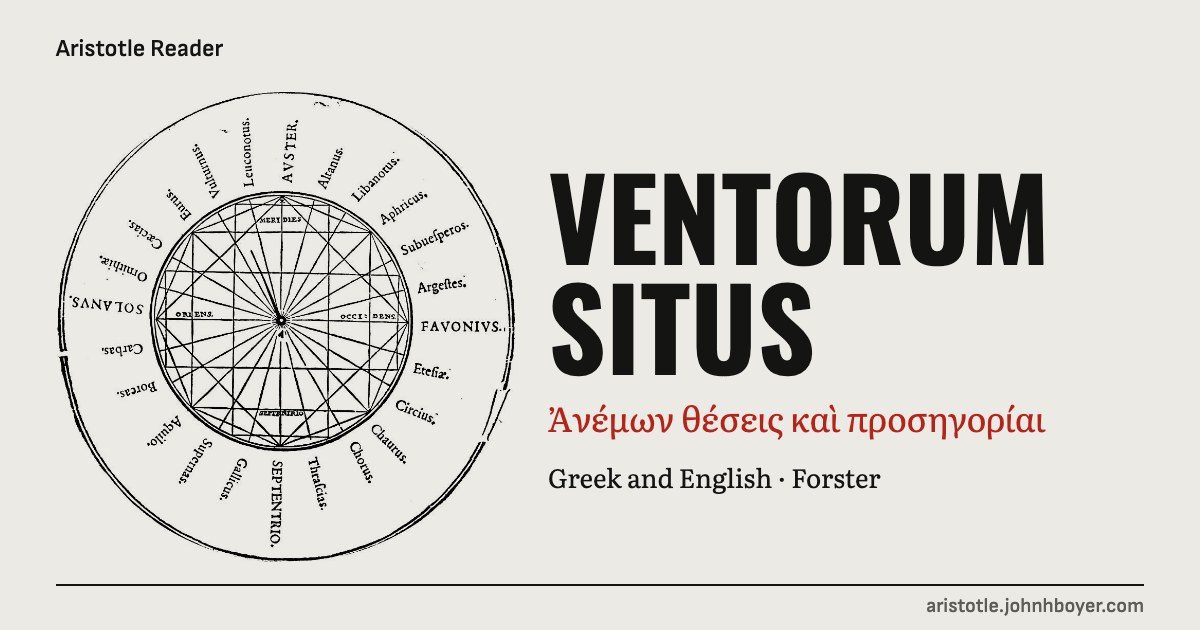 Aristotle Reader
AVSTER.
Altanus.
Libanotus.
Aphricus.
Subueſperos.
Argeſtes.
FAVONIVS.
Eteſiæ.
Circius.
Chaurus.
Chorus.
Thraſcias.
SEPTENTRIO.
Gallicus.
Supernas.
Aquilo.
Boreas.
Carbas.
SOLANVS.
Ornithiæ.
Cæcias.
Eurus.
Vulturnus.
Leuconotus.
MERIDIES
ORIENS.
OCCI: DENS.
SEPTENTRIO
VENTORUM
SITUS
Ἀνέμων θέσεις καὶ προσηγορίαι
Greek and English · Forster
aristotle.johnhboyer.com